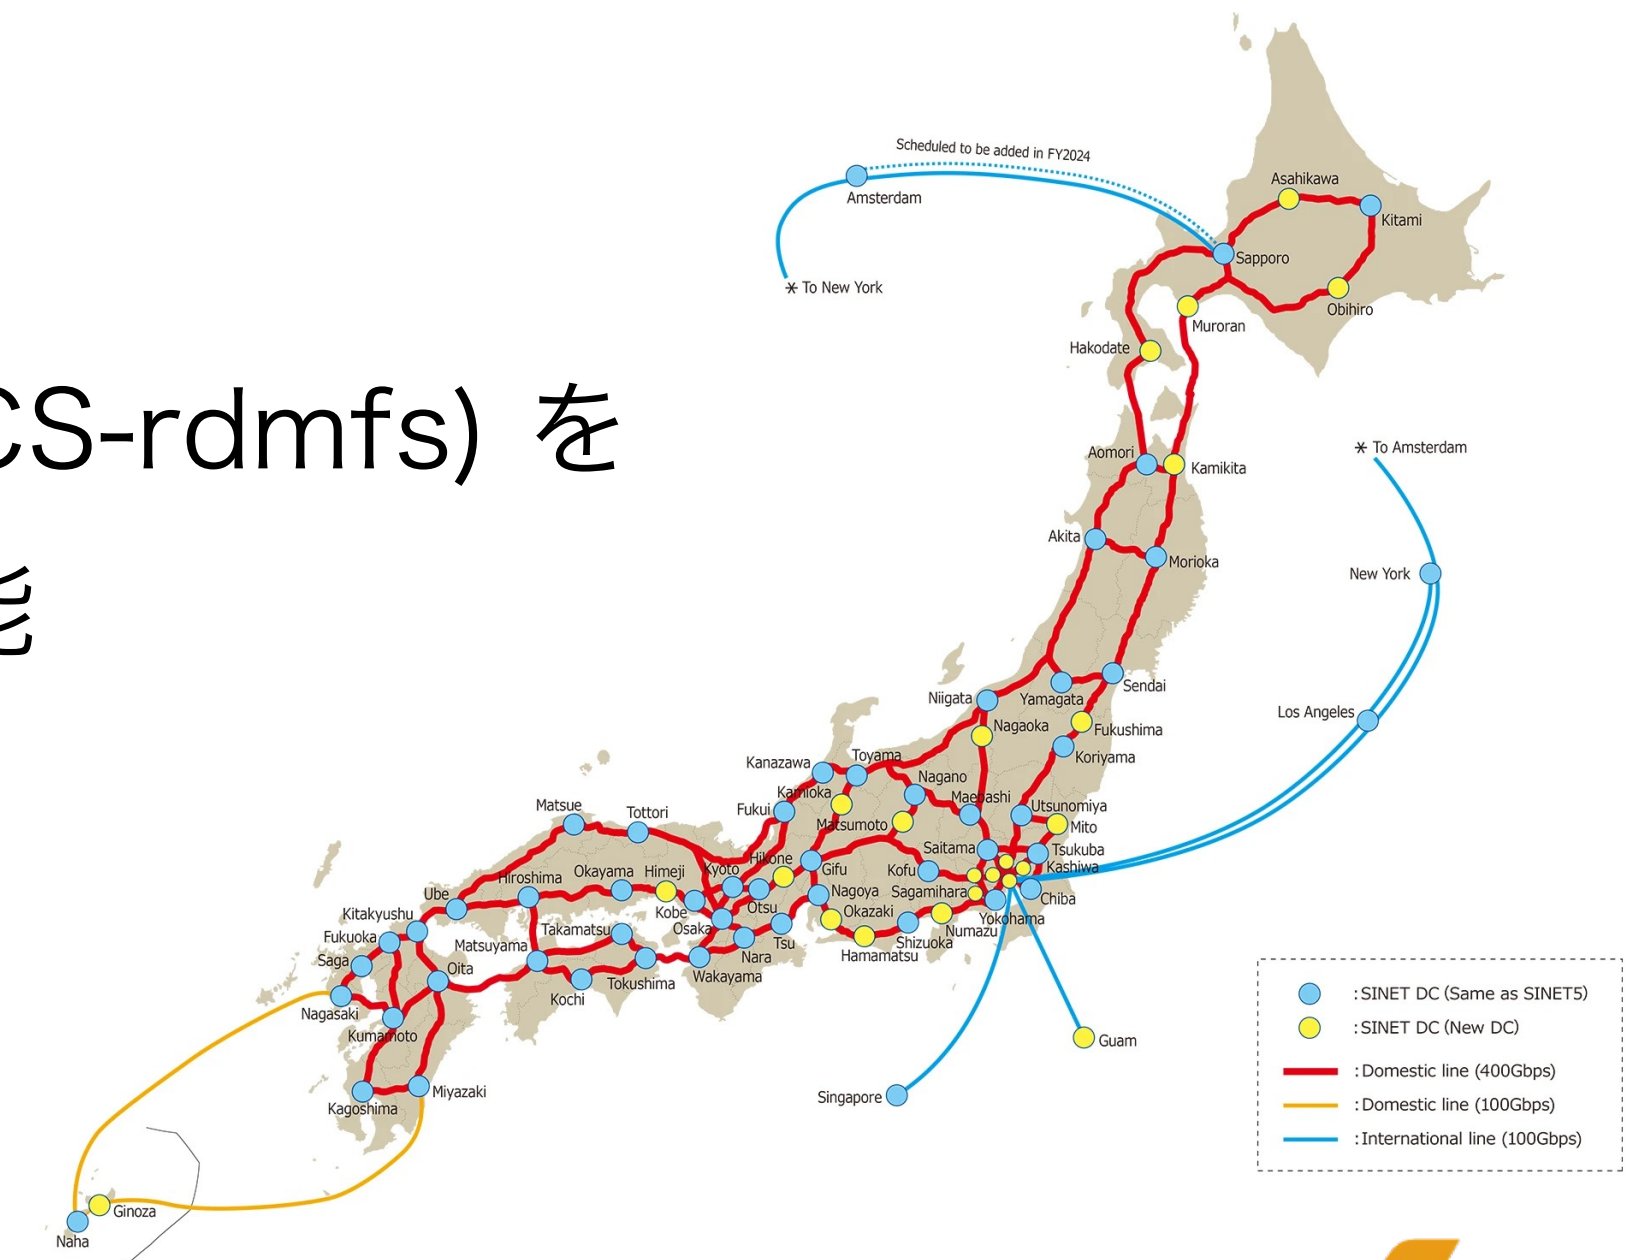 Scheduled to be added in FY2024
Amsterdam
* To New York
Asahikawa
Kitami
Sapporo
Obihiro
Muroran
Hakodate
CS-rdmfs) を
能
Aomori
Kamikita
* To Amsterdam
Akita
Morioka
New York
Niigata
Yamagata
Sendai
Los Angeles
Nagaoka
Fukushima
Koriyama
Kanazawa
Toyama
Nagano
Kamioka
Maebashi
Utsunomiya
Matsue
Tottori
Fukui
Matsumoto
Mito
Saitama
Tsukuba
Hikone
Kyoto
Gifu
Kofu
Kashiwa
Hiroshima
Okayama
Himeji
Sagamihara
Chiba
Ube
Kobe
Otsu
Nagoya
Okazaki
Yokohama
Kitakyushu
Osaka
Numazu
Fukuoka
Takamatsu
Tsu
Shizuoka
Matsuyama
Nara
Hamamatsu
Saga
Oita
Wakayama
Kochi
Tokushima
Nagasaki
Kumamoto
Guam
Singapore
Miyazaki
Kagoshima
Ginoza
Naha
:SINET DC (Same as SINET5)
:SINET DC (New DC)
:Domestic line (400Gbps)
:Domestic line (100Gbps)
:International line (100Gbps)